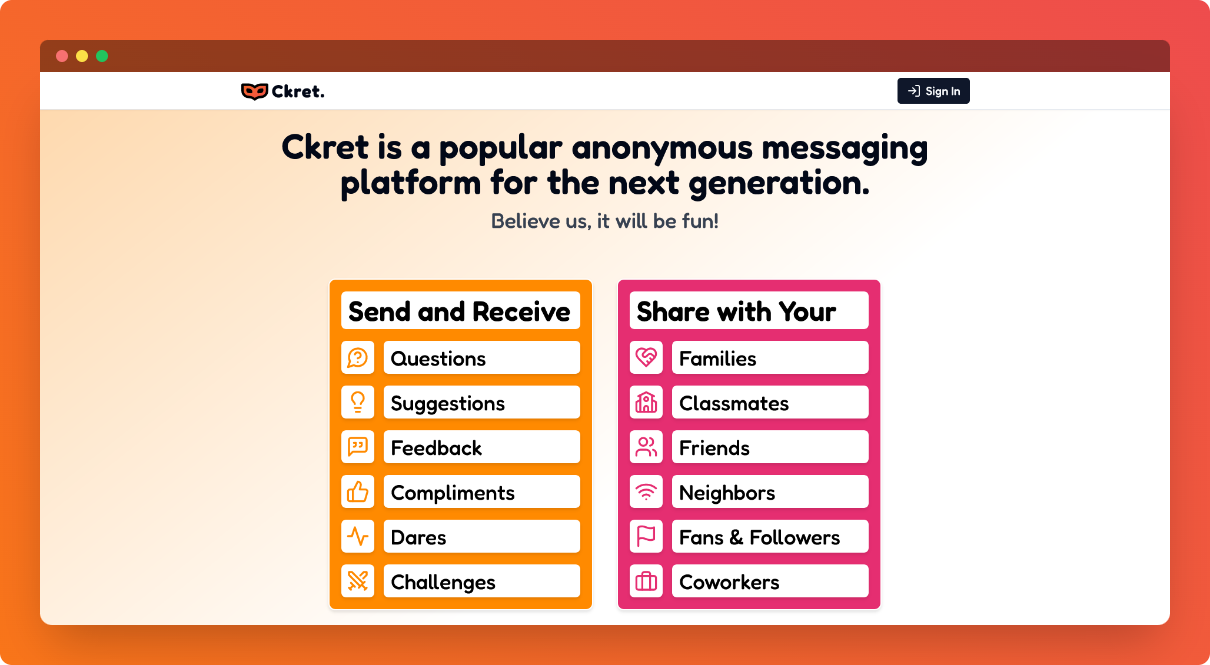 Ckret.
Sign In
Ckret is a popular anonymous messaging
platform for the next generation.
Believe us, it will be fun!
Send and Receive
Questions
Suggestions
Feedback
Compliments
Dares
Challenges
Share with Your
Families
Classmates
Friends
Neighbors
Fans & Followers
Coworkers